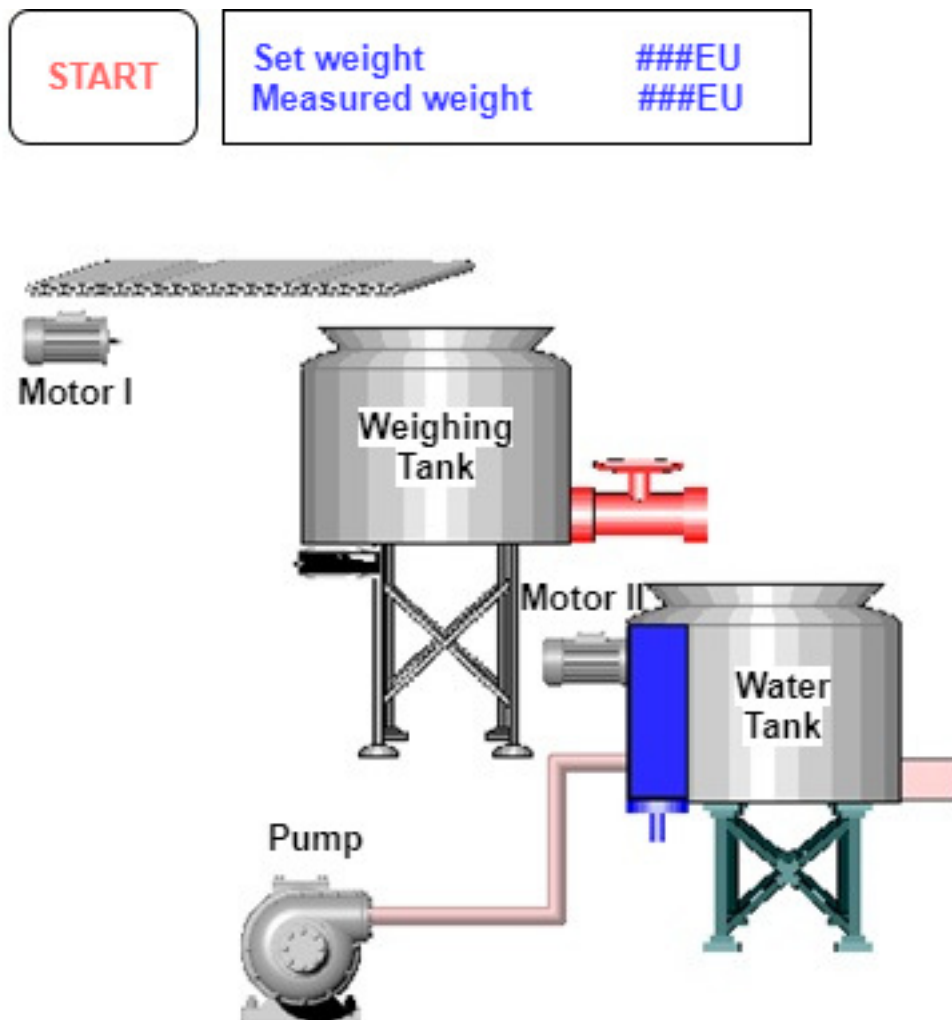 START
Set weight ###EU
Measured weight ###EU
Motor I
Weighing
Tank
Motor II
Water
Tank
Pump